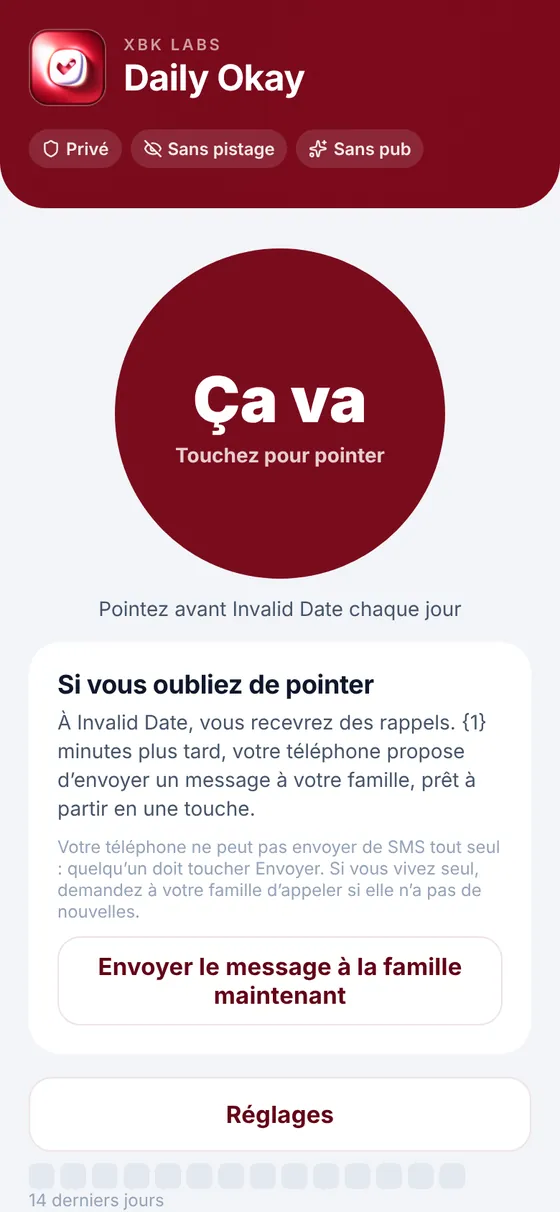 XBK LABS
Daily Okay
Privé
Sans pistage
Sans pub
Ça va
Touchez pour pointer
Pointez avant Invalid Date chaque jour
Si vous oubliez de pointer
À Invalid Date, vous recevrez des rappels. {1}
minutes plus tard, votre téléphone propose
d’envoyer un message à votre famille, prêt à
partir en une touche.
Votre téléphone ne peut pas envoyer de SMS tout seul
: quelqu’un doit toucher Envoyer. Si vous vivez seul,
demandez à votre famille d’appeler si elle n’a pas de
nouvelles.
Envoyer le message à la famille
maintenant
Réglages
14 derniers jours